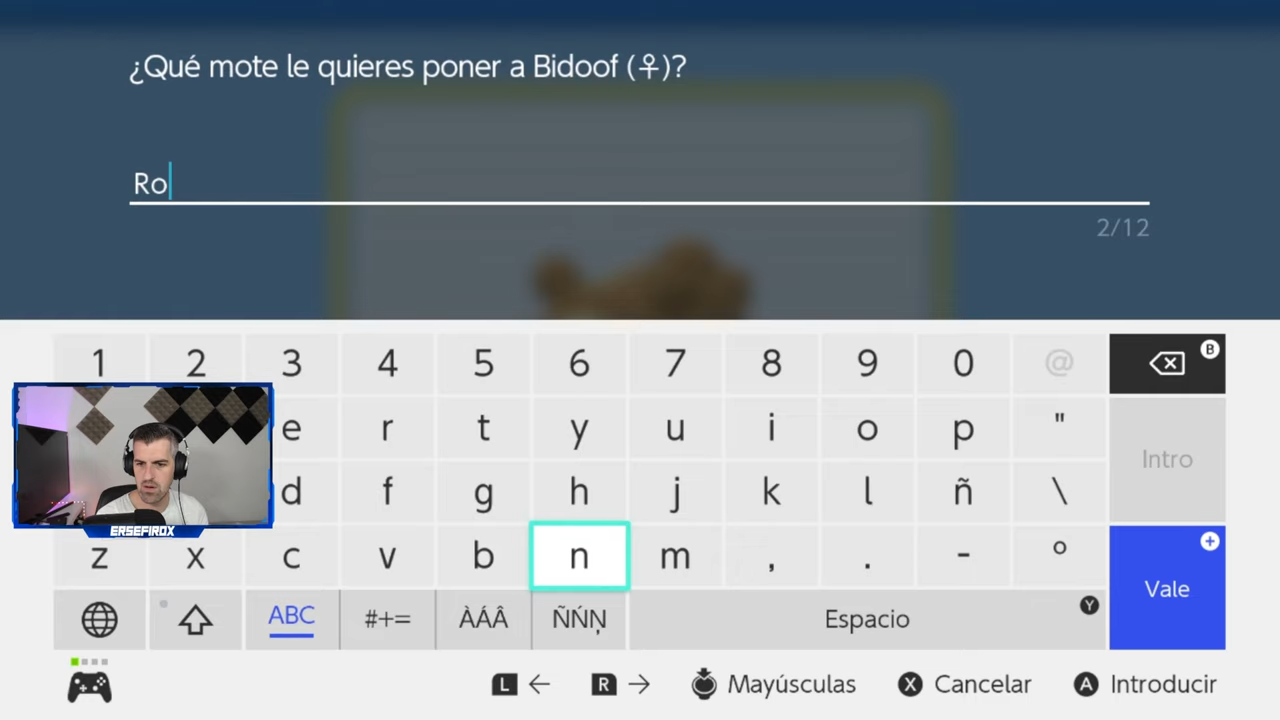 ¿Qué mote le quieres poner a Bidoof (♀)?
Ro
2/12
1 2 3 4 5 6 7 8 9 0 @ B
e r t y u i o p " Intro
d f g h j k l ñ \
ERSEFIROX
z x c v b n m , . - º + Vale
ABC #+= ÀÁÂ ÑŃŅ Espacio Y
L ← R → Mayúsculas X Cancelar A Introducir